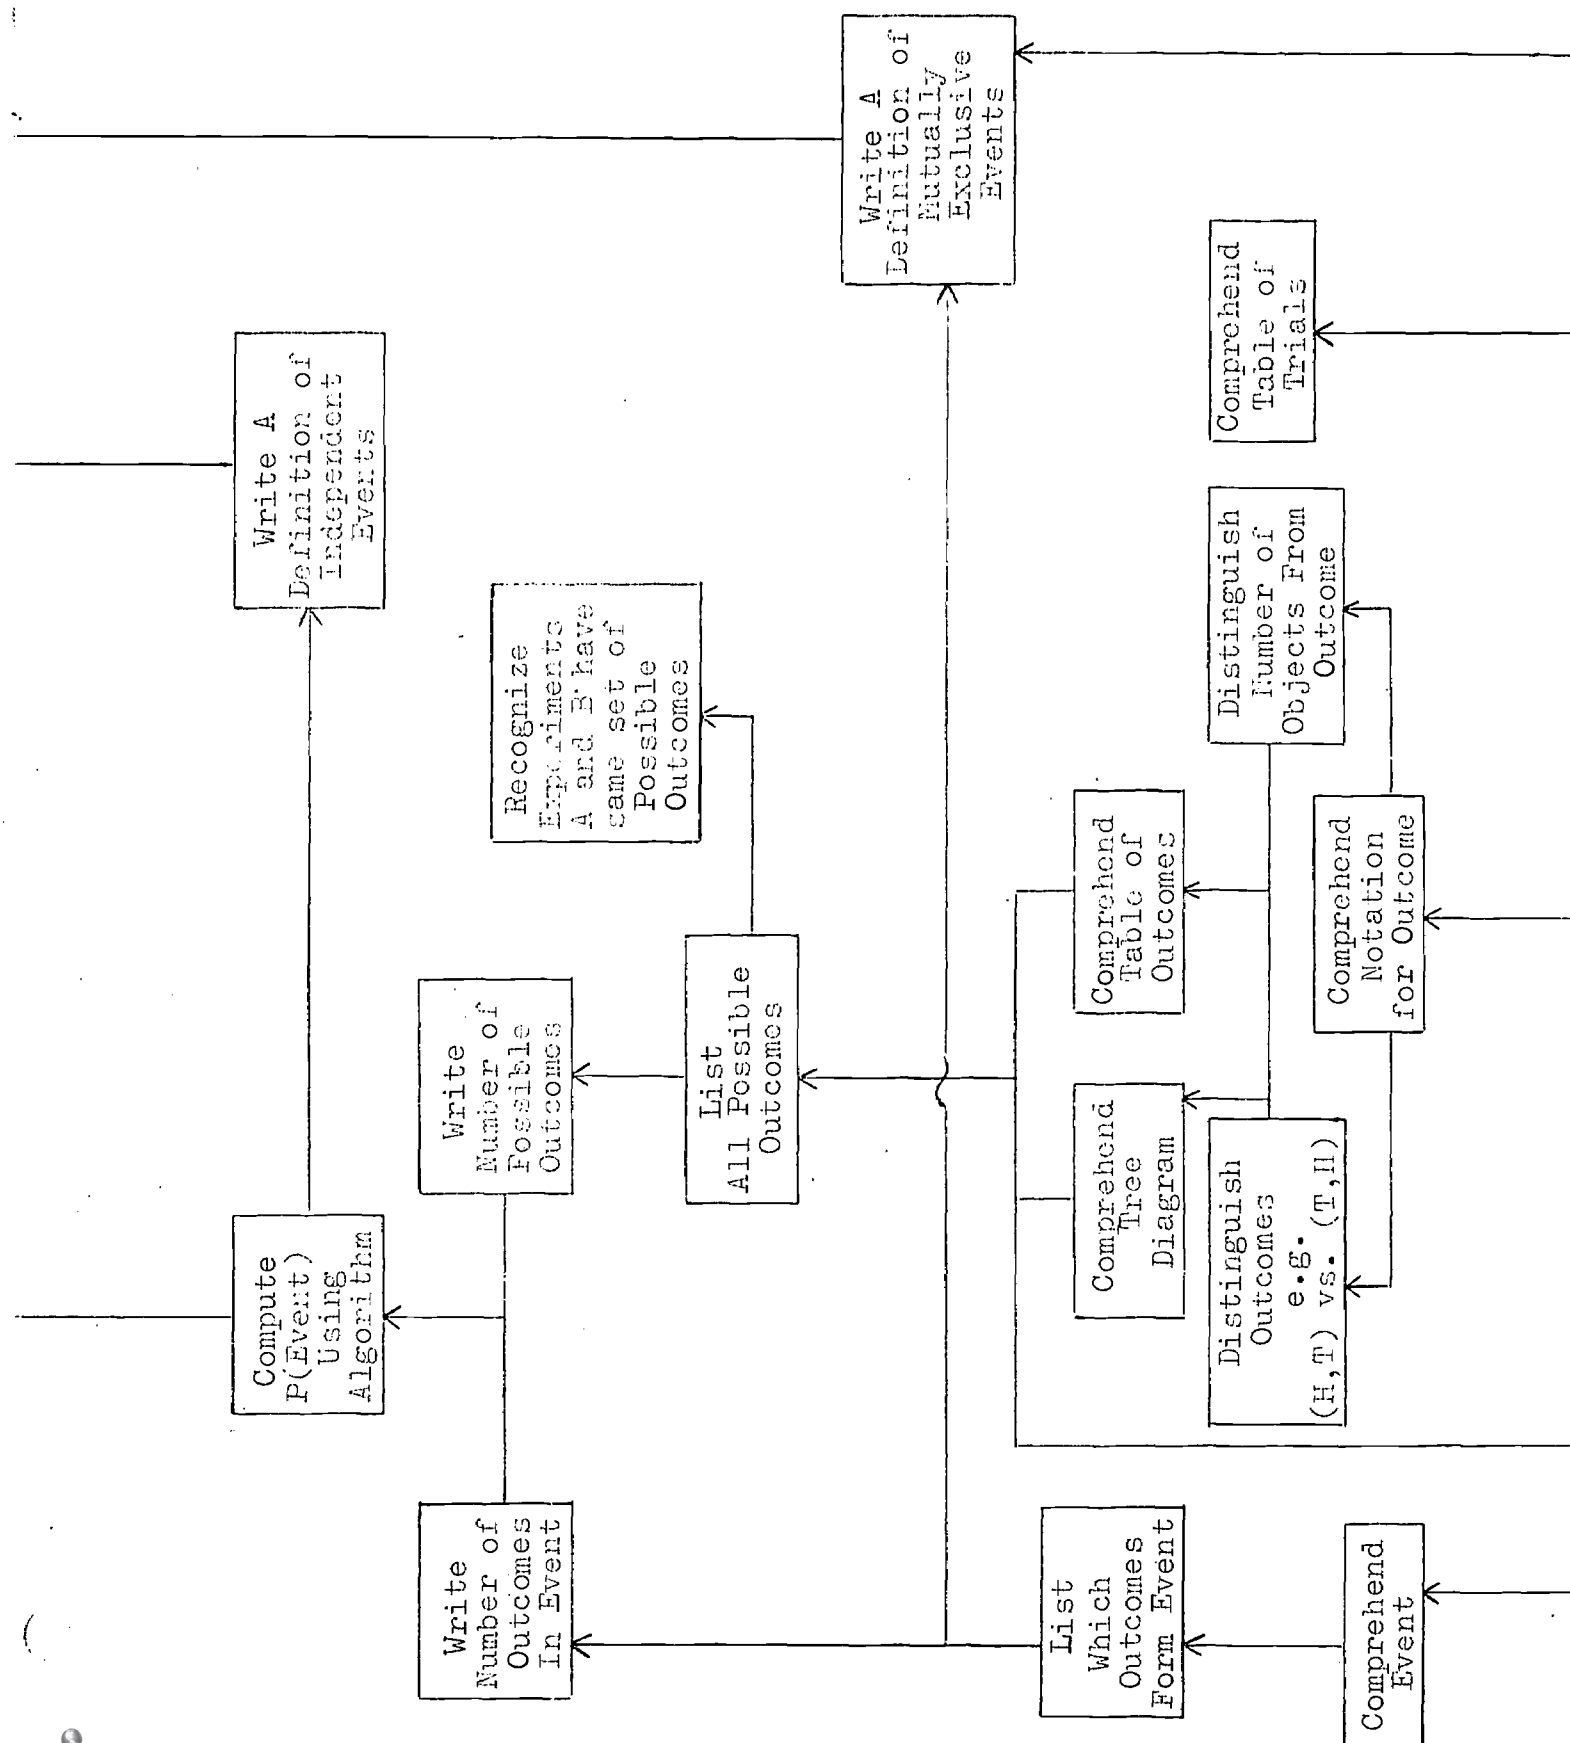 Compute
P(Event)
Using
Algorithm
Write A
Definition of
Independent
Events
Write
Number of
Outcomes
In Event
Write
Number of
Possible
Outcomes
Recognize
Experiments
A and B have
same set of
Possible
Outcomes
List
All Possible
Outcomes
Write A
Definition of
Mutually
Exclusive
Events
List
Which
Outcomes
Form Event
Comprehend
Tree
Diagram
Comprehend
Table of
Outcomes
Distinguish
Outcomes
e.g.
(H,T) vs. (T,H)
Distinguish
Number of
Objects From
Outcome
Comprehend
Table of
Trials
Comprehend
Event
Comprehend
Notation
for Outcome